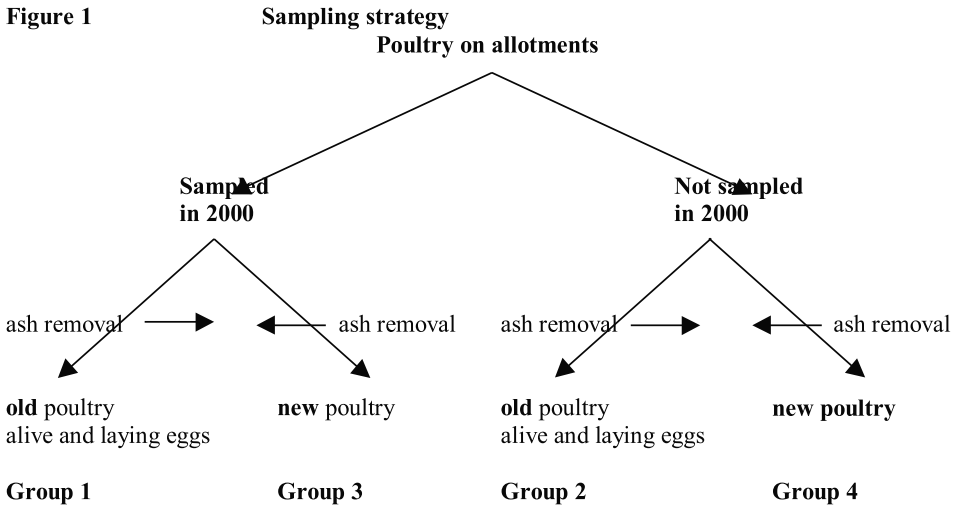 Figure 1 Sampling strategy
Poultry on allotments
Sampled Not sampled
in 2000 in 2000
ash removal ash removal ash removal ash removal
old poultry new poultry old poultry new poultry
alive and laying eggs alive and laying eggs
Group 1 Group 3 Group 2 Group 4